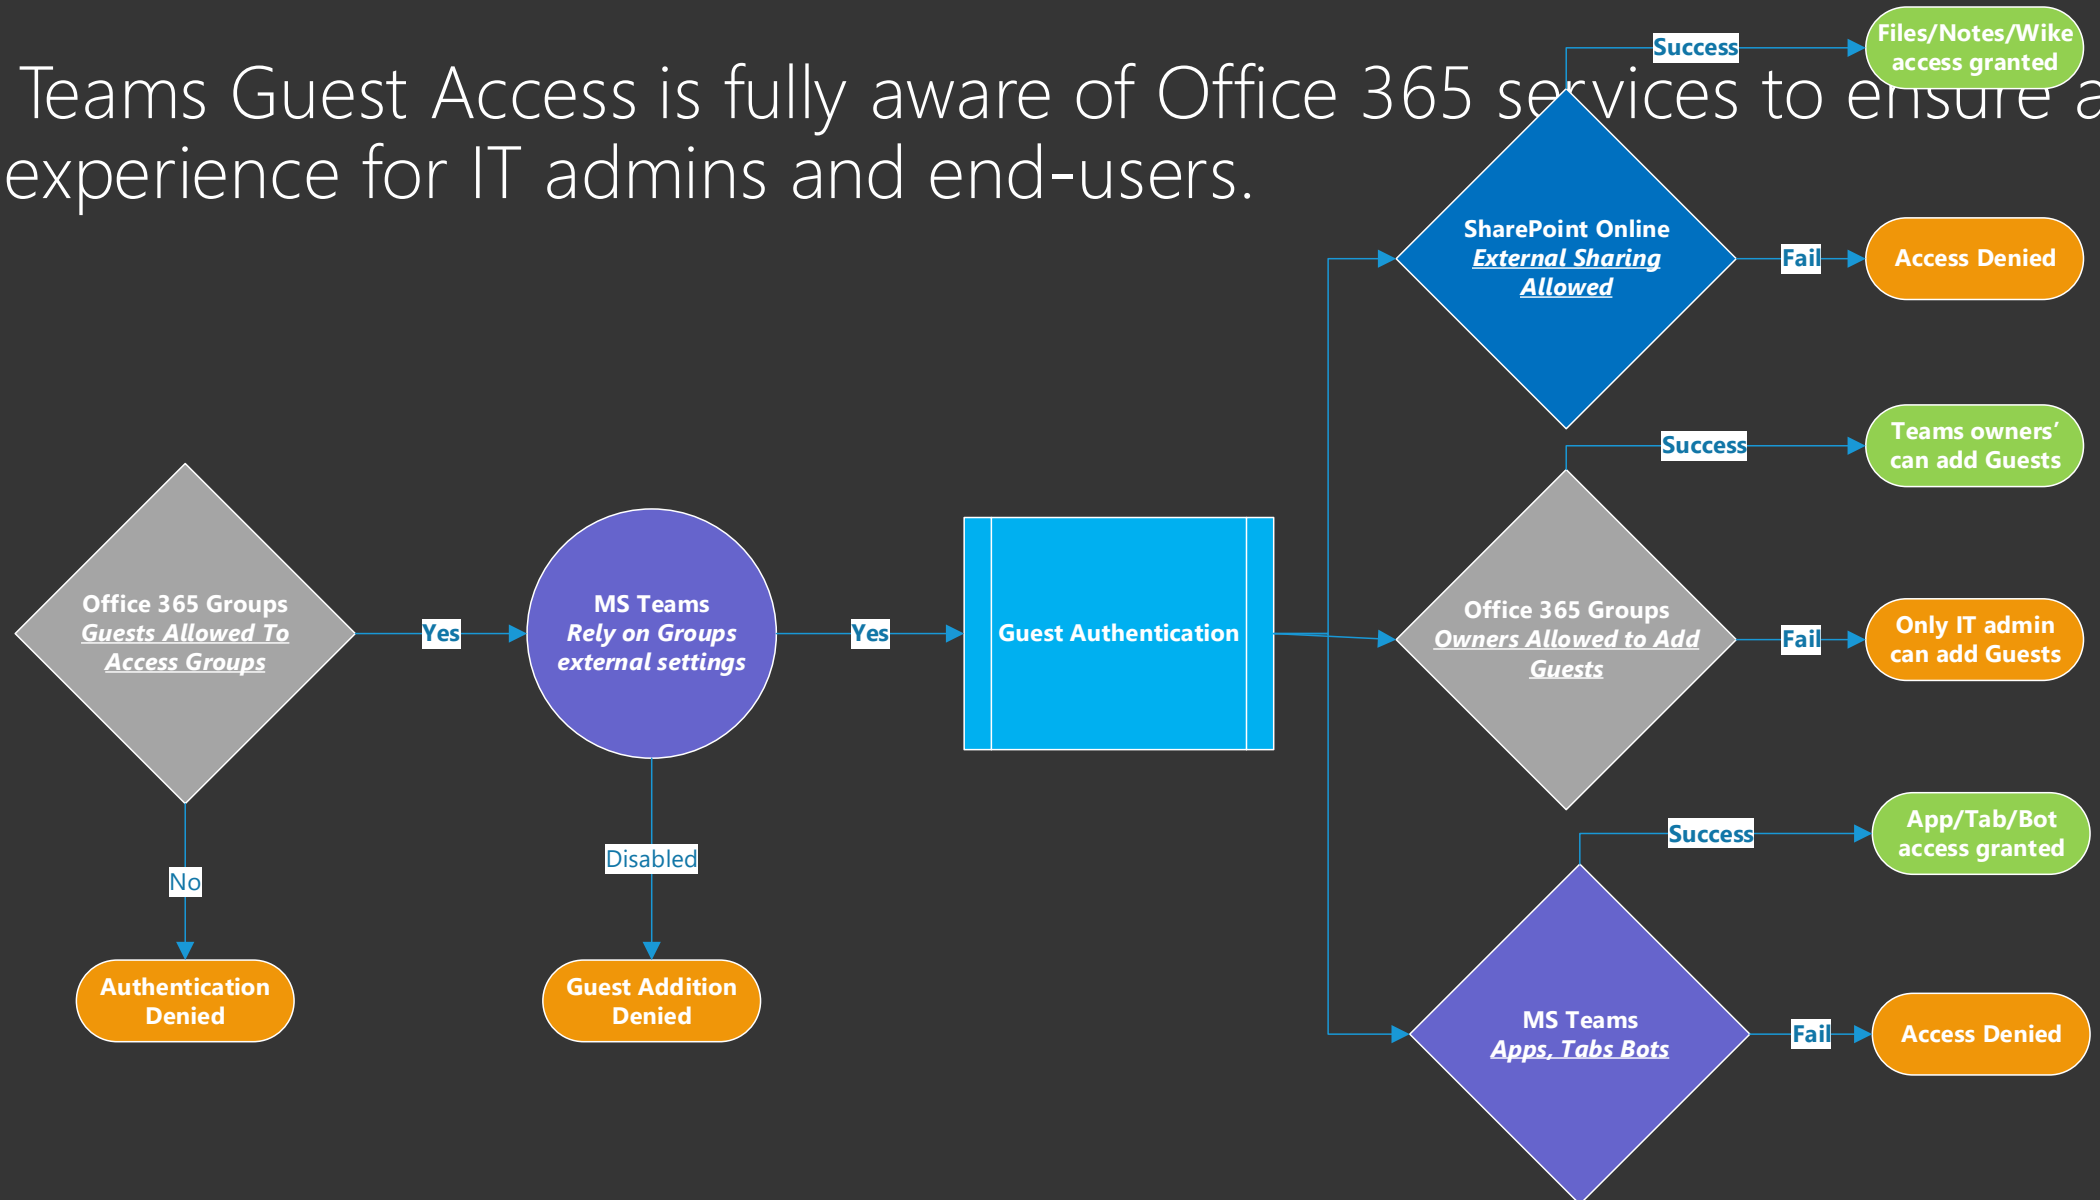 Teams Guest Access is fully aware of Office 365 services to ensure a
experience for IT admins and end-users.
Success
Files/Notes/Wike
access granted
SharePoint Online
External Sharing
Allowed
Fail
Access Denied
Success
Teams owners’
can add Guests
Office 365 Groups
Guests Allowed To
Access Groups
Yes
MS Teams
Rely on Groups
external settings
Yes
Guest Authentication
Office 365 Groups
Owners Allowed to Add
Guests
Fail
Only IT admin
can add Guests
No
Disabled
Success
App/Tab/Bot
access granted
Authentication
Denied
Guest Addition
Denied
MS Teams
Apps, Tabs Bots
Fail
Access Denied